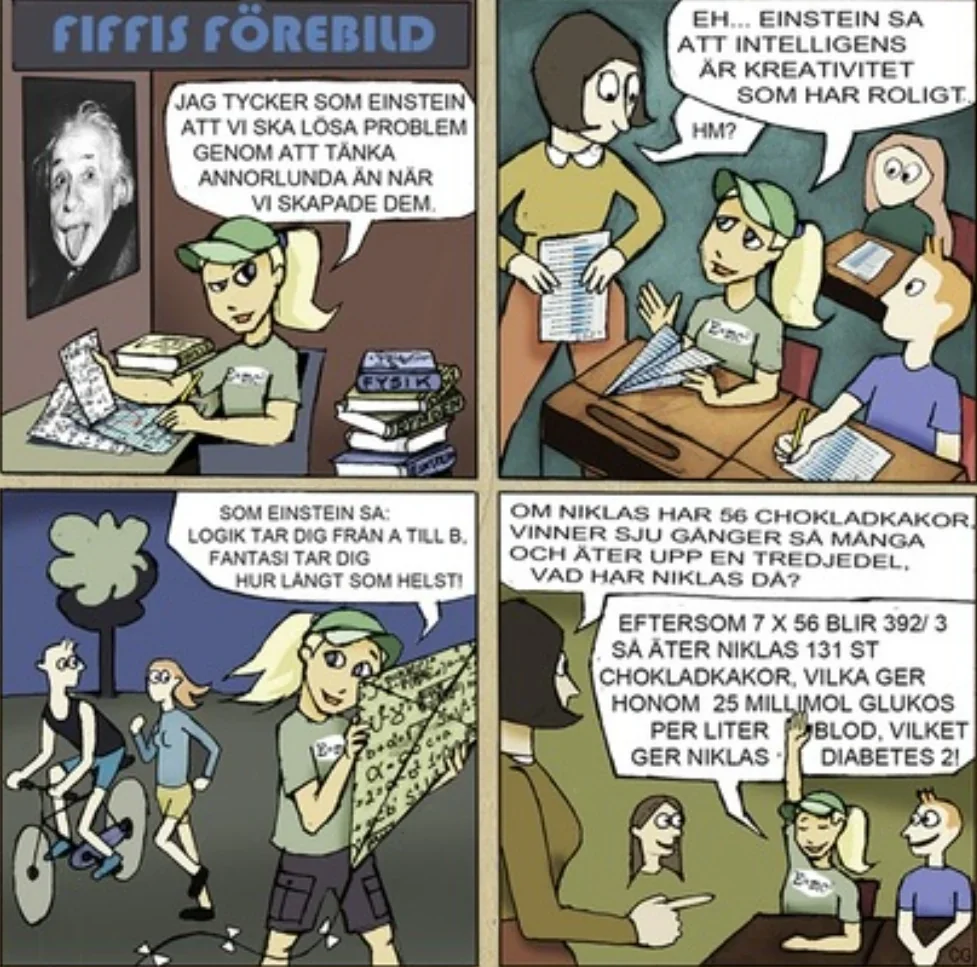 FIFFIS FÖREBILD
JAG TYCKER SOM EINSTEIN
ATT VI SKA LÖSA PROBLEM
GENOM ATT TÄNKA
ANNORLUNDA ÄN NÄR
VI SKAPADE DEM.
E=mc²
FYSIK
EH... EINSTEIN SA
ATT INTELLIGENS
ÄR KREATIVITET
SOM HAR ROLIGT.
HM?
E=mc²
SOM EINSTEIN SA:
LOGIK TAR DIG FRÅN A TILL B,
FANTASI TAR DIG
HUR LÅNGT SOM HELST!
OM NIKLAS HAR 56 CHOKLADKAKOR
VINNER SJU GÅNGER SÅ MÅNGA
OCH ÄTER UPP EN TREDJEDEL,
VAD HAR NIKLAS DÅ?
EFTERSOM 7 X 56 BLIR 392/ 3
SÅ ÄTER NIKLAS 131 ST
CHOKLADKAKOR, VILKA GER
HONOM 25 MILLIMOL GLUKOS
PER LITER BLOD, VILKET
GER NIKLAS DIABETES 2!
E=mc²
CG